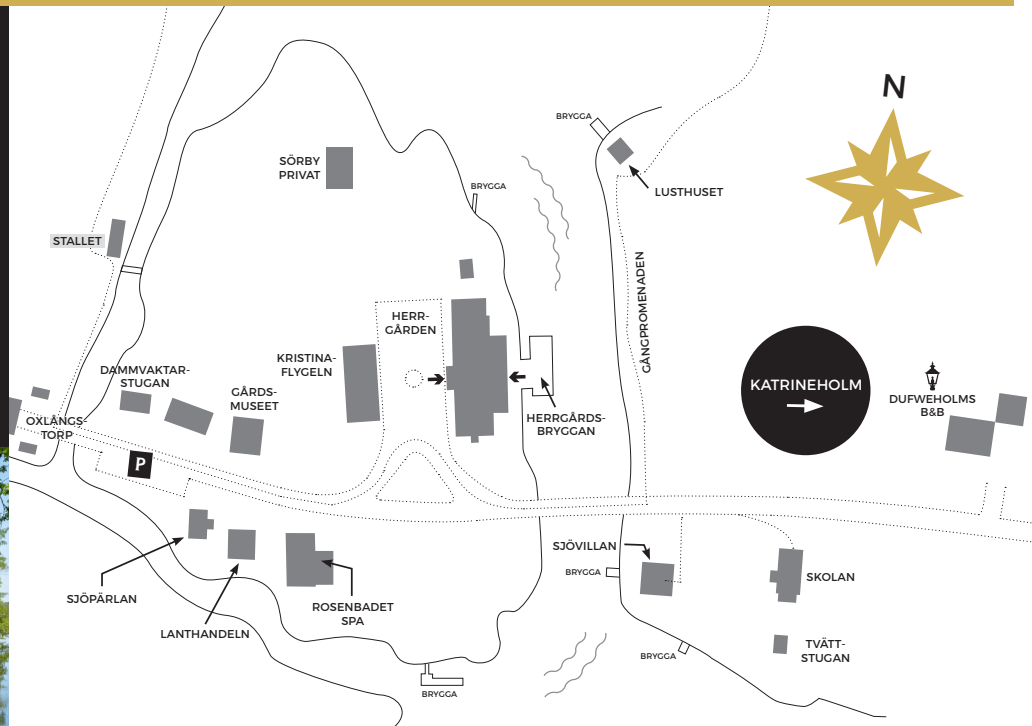 N
BRYGGA
SÖRBY
PRIVAT
BRYGGA
LUSTHUSET
STALLET
GÅNGPROMENADEN
HERR-
GÅRDEN
KRISTINA-
FLYGELN
DAMMVAKTAR-
STUGAN
GÅRDS-
MUSEET
KATRINEHOLM
DUFWEHOLMS
B&B
OXLÅNGS-
TORP
HERRGÅRDS-
BRYGGAN
P
SJÖVILLAN
BRYGGA
SKOLAN
SJÖPÄRLAN
ROSENBADET
SPA
LANTHANDELN
TVÄTT-
STUGAN
BRYGGA
BRYGGA